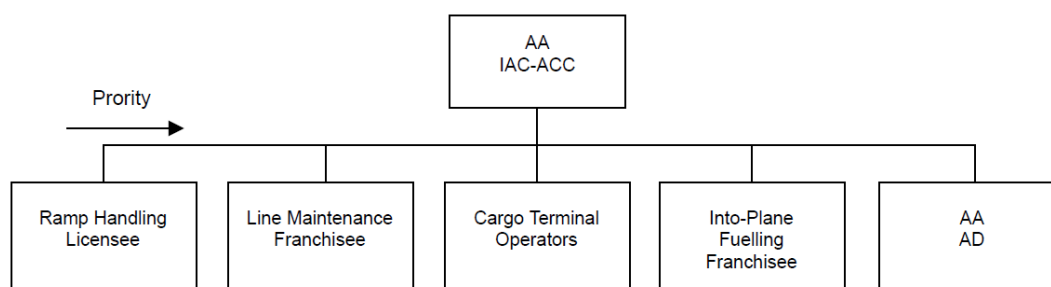 AA
IAC-ACC
Prority
Ramp Handling
Licensee
Line Maintenance
Franchisee
Cargo Terminal
Operators
Into-Plane
Fuelling
Franchisee
AA
AD